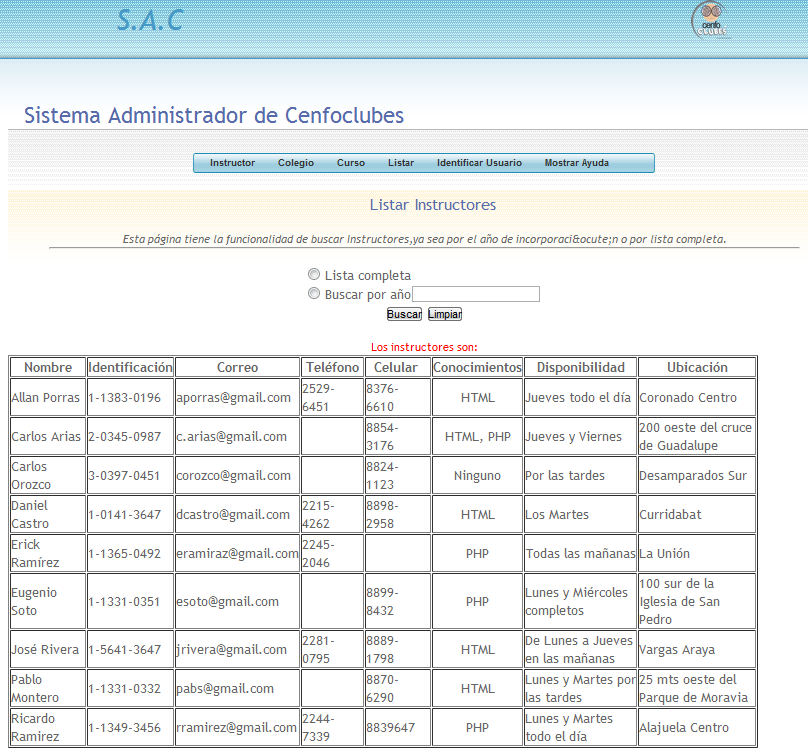 S.A.C
cenfo
CLUBES
Sistema Administrador de Cenfoclubes
Instructor Colegio Curso Listar Identificar Usuario Mostrar Ayuda
Listar Instructores
Esta página tiene la funcionalidad de buscar Instructores,ya sea por el año de incorporaci&ocute;n o por lista completa.
Lista completa
Buscar por año
Buscar Limpiar
Los instructores son:
Nombre Identificación Correo Teléfono Celular Conocimientos Disponibilidad Ubicación
Allan Porras 1-1383-0196 aporras@gmail.com 2529-6451 8376-6610 HTML Jueves todo el día Coronado Centro
Carlos Arias 2-0345-0987 c.arias@gmail.com 8854-3176 HTML, PHP Jueves y Viernes 200 oeste del cruce de Guadalupe
Carlos Orozco 3-0397-0451 corozco@gmail.com 8824-1123 Ninguno Por las tardes Desamparados Sur
Daniel Castro 1-0141-3647 dcastro@gmail.com 2215-4262 8898-2958 HTML Los Martes Curridabat
Erick Ramírez 1-1365-0492 eramiraz@gmail.com 2245-2046 PHP Todas las mañanas La Unión
Eugenio Soto 1-1331-0351 esoto@gmail.com 8899-8432 PHP Lunes y Miércoles completos 100 sur de la Iglesia de San Pedro
José Rivera 1-5641-3647 jrivera@gmail.com 2281-0795 8889-1798 HTML De Lunes a Jueves en las mañanas Vargas Araya
Pablo Montero 1-1331-0332 pabs@gmail.com 8870-6290 HTML Lunes y Martes por las tardes 25 mts oeste del Parque de Moravia
Ricardo Ramirez 1-1349-3456 rramirez@gmail.com 2244-7339 8839647 PHP Lunes y Martes todo el día Alajuela Centro